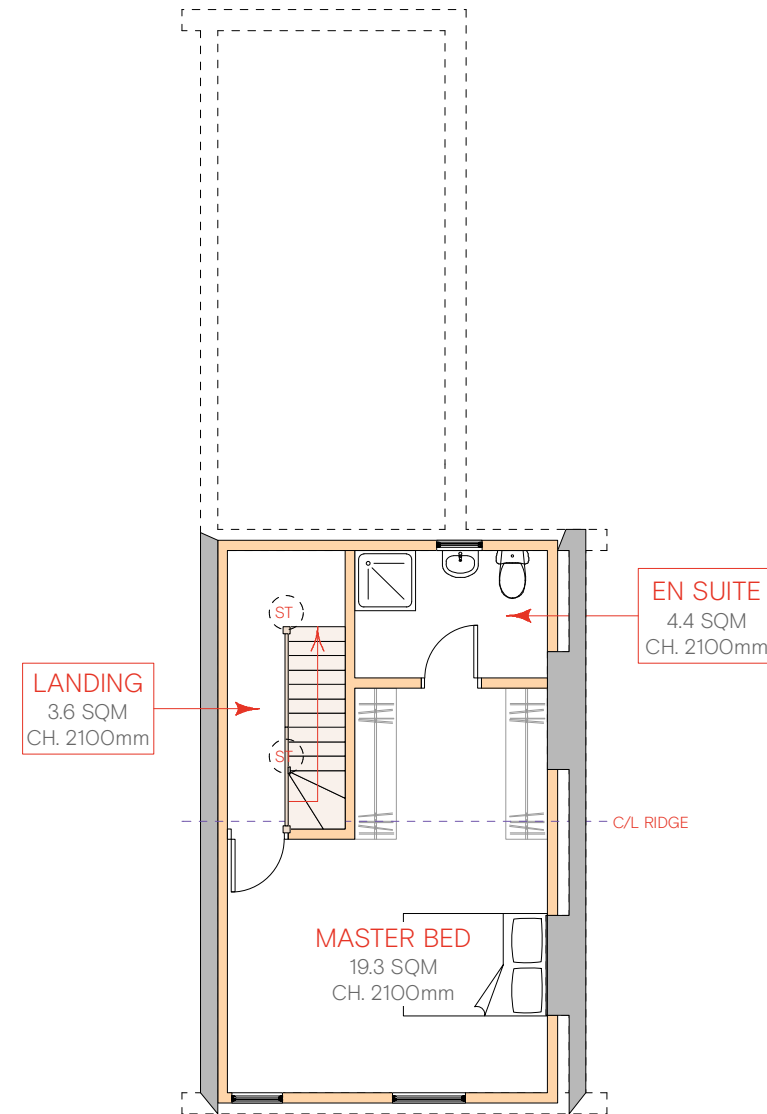 EN SUITE
4.4 SQM
CH. 2100mm
ST
LANDING
3.6 SQM
CH. 2100mm
ST
C/L RIDGE
MASTER BED
19.3 SQM
CH. 2100mm